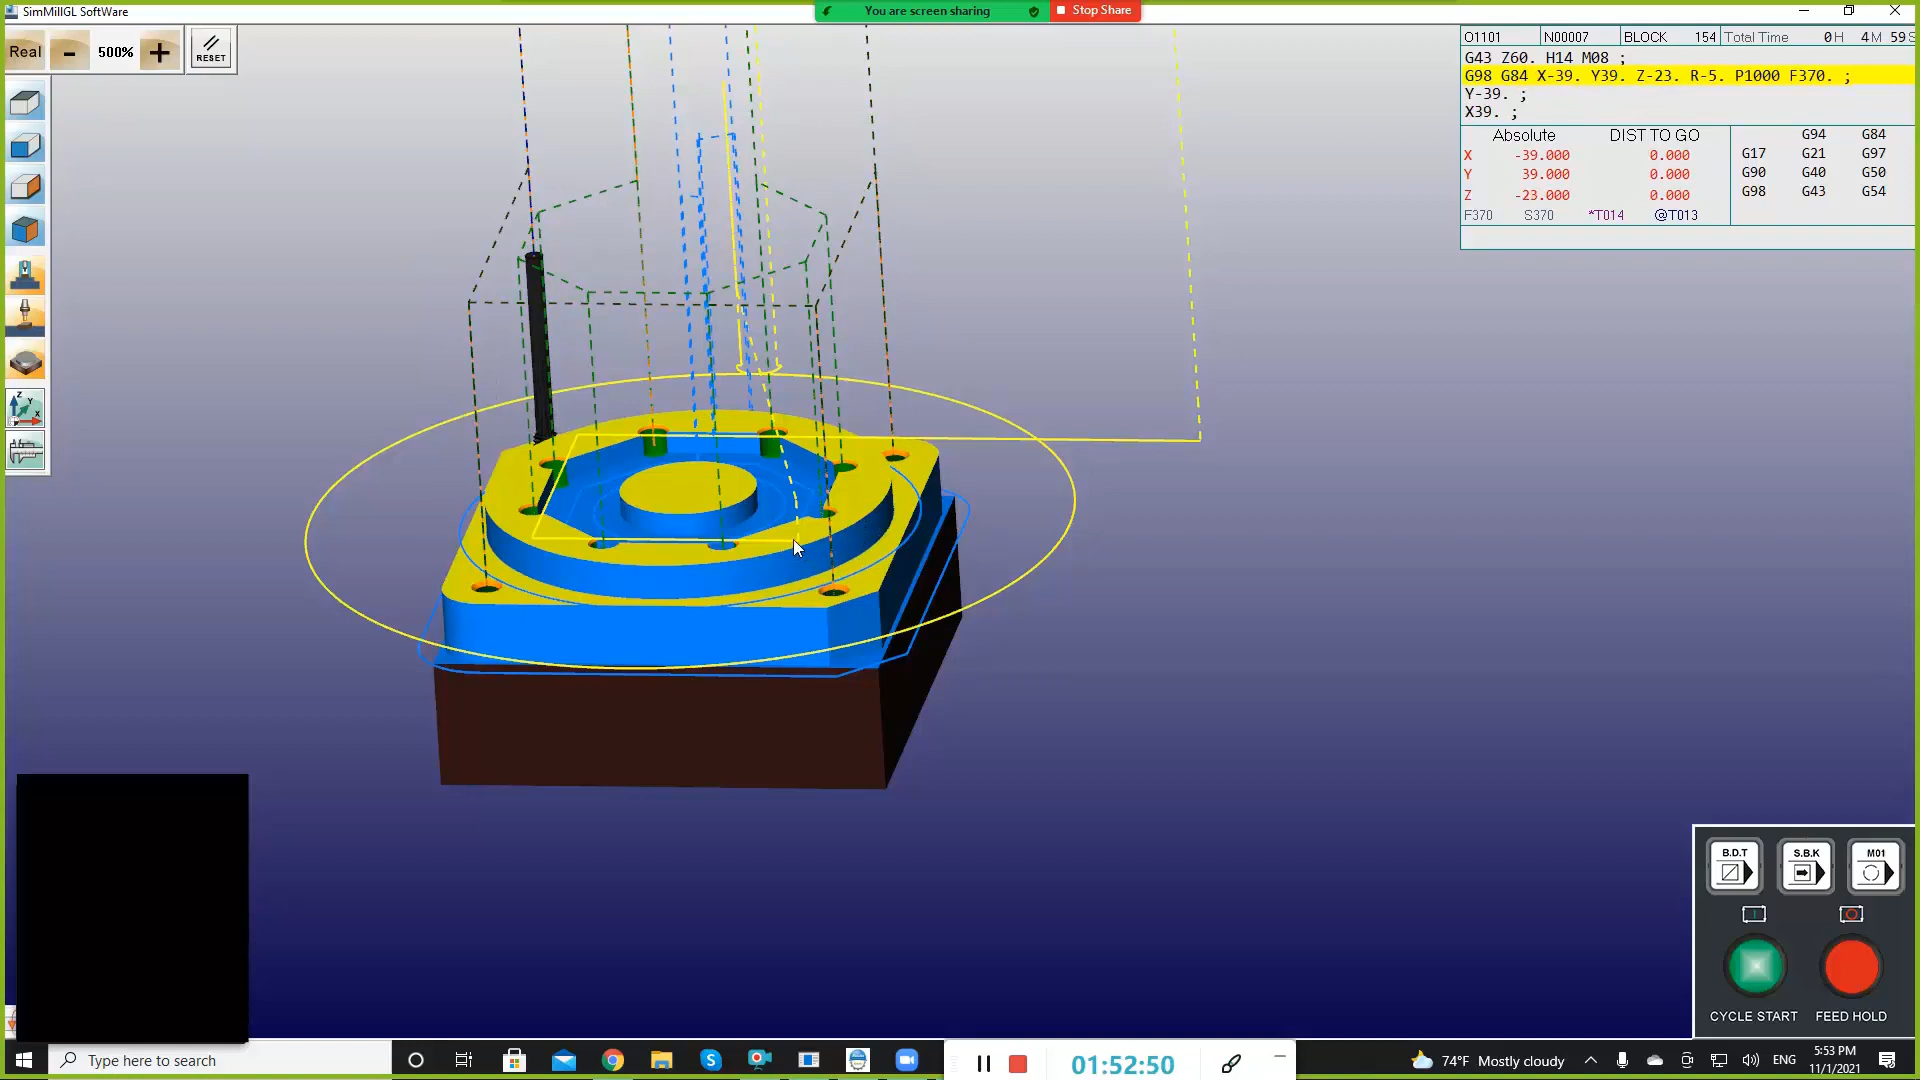 SimMillGL SoftWare
You are screen sharing
Stop Share
Real
500%
RESET
O1101 N00007 BLOCK 154 Total Time 0H 4M 59S
G43 Z60. H14 M08 ;
G98 G84 X-39. Y39. Z-23. R-5. P1000 F370. ;
Y-39. ;
X39. ;
Absolute DIST TO GO
X -39.000 0.000
Y 39.000 0.000
Z -23.000 0.000
F370 S370 *T014 @T013
G94 G84
G17 G21 G97
G90 G40 G50
G98 G43 G54
Z
Y
X
B.D.T
S.B.K
M01
CYCLE START
FEED HOLD
Type here to search
01:52:50
74°F Mostly cloudy
ENG
5:53 PM
11/1/2021